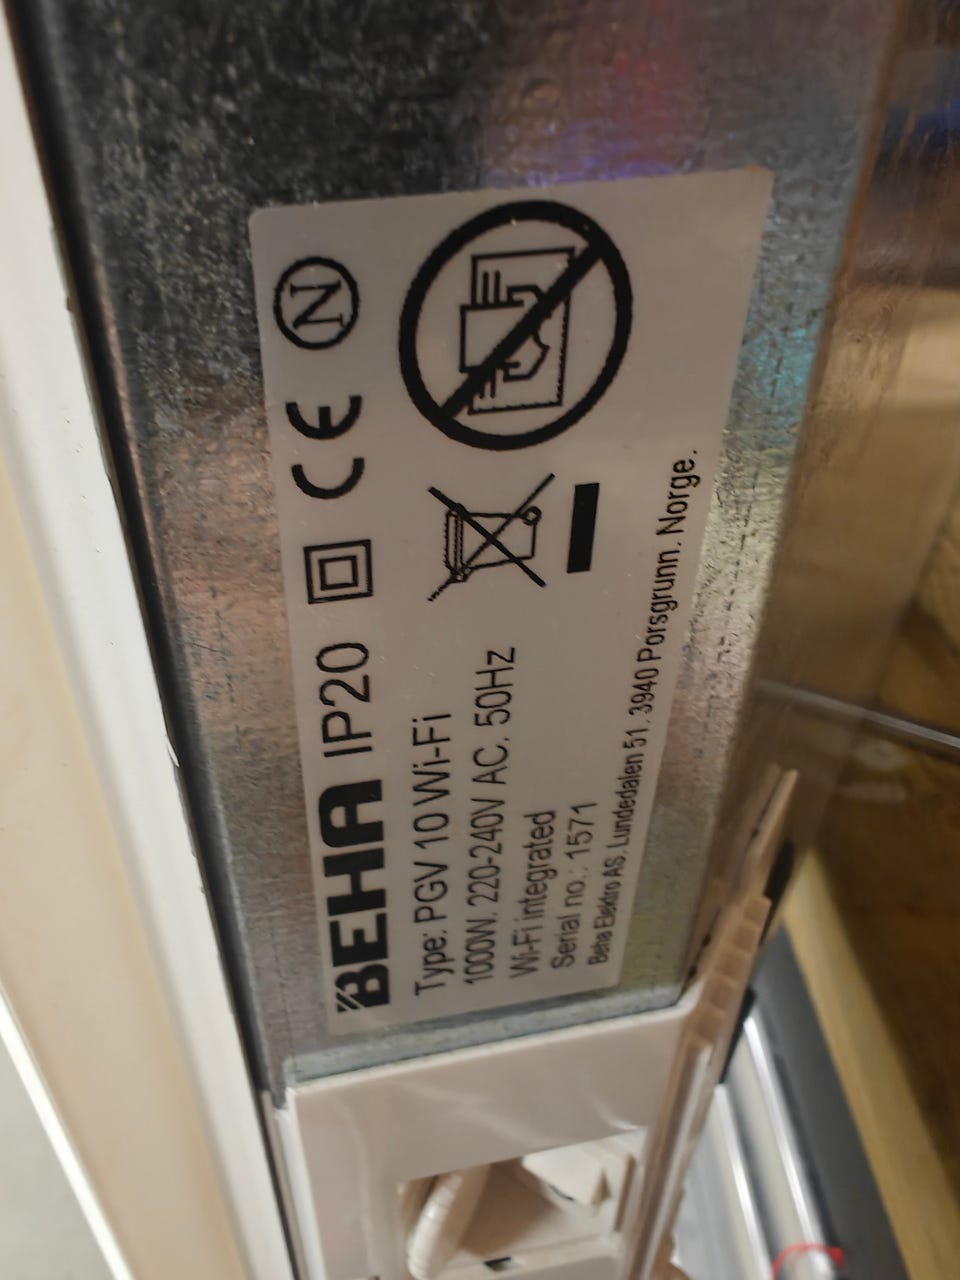 BEHA IP20 CE N
Type: PGV 10 Wi-Fi
1000W. 220-240V AC. 50Hz
Wi-Fi integrated
Serial no.: 1571
Beha Elektro AS. Lundedalen 51. 3940 Porsgrunn. Norge.